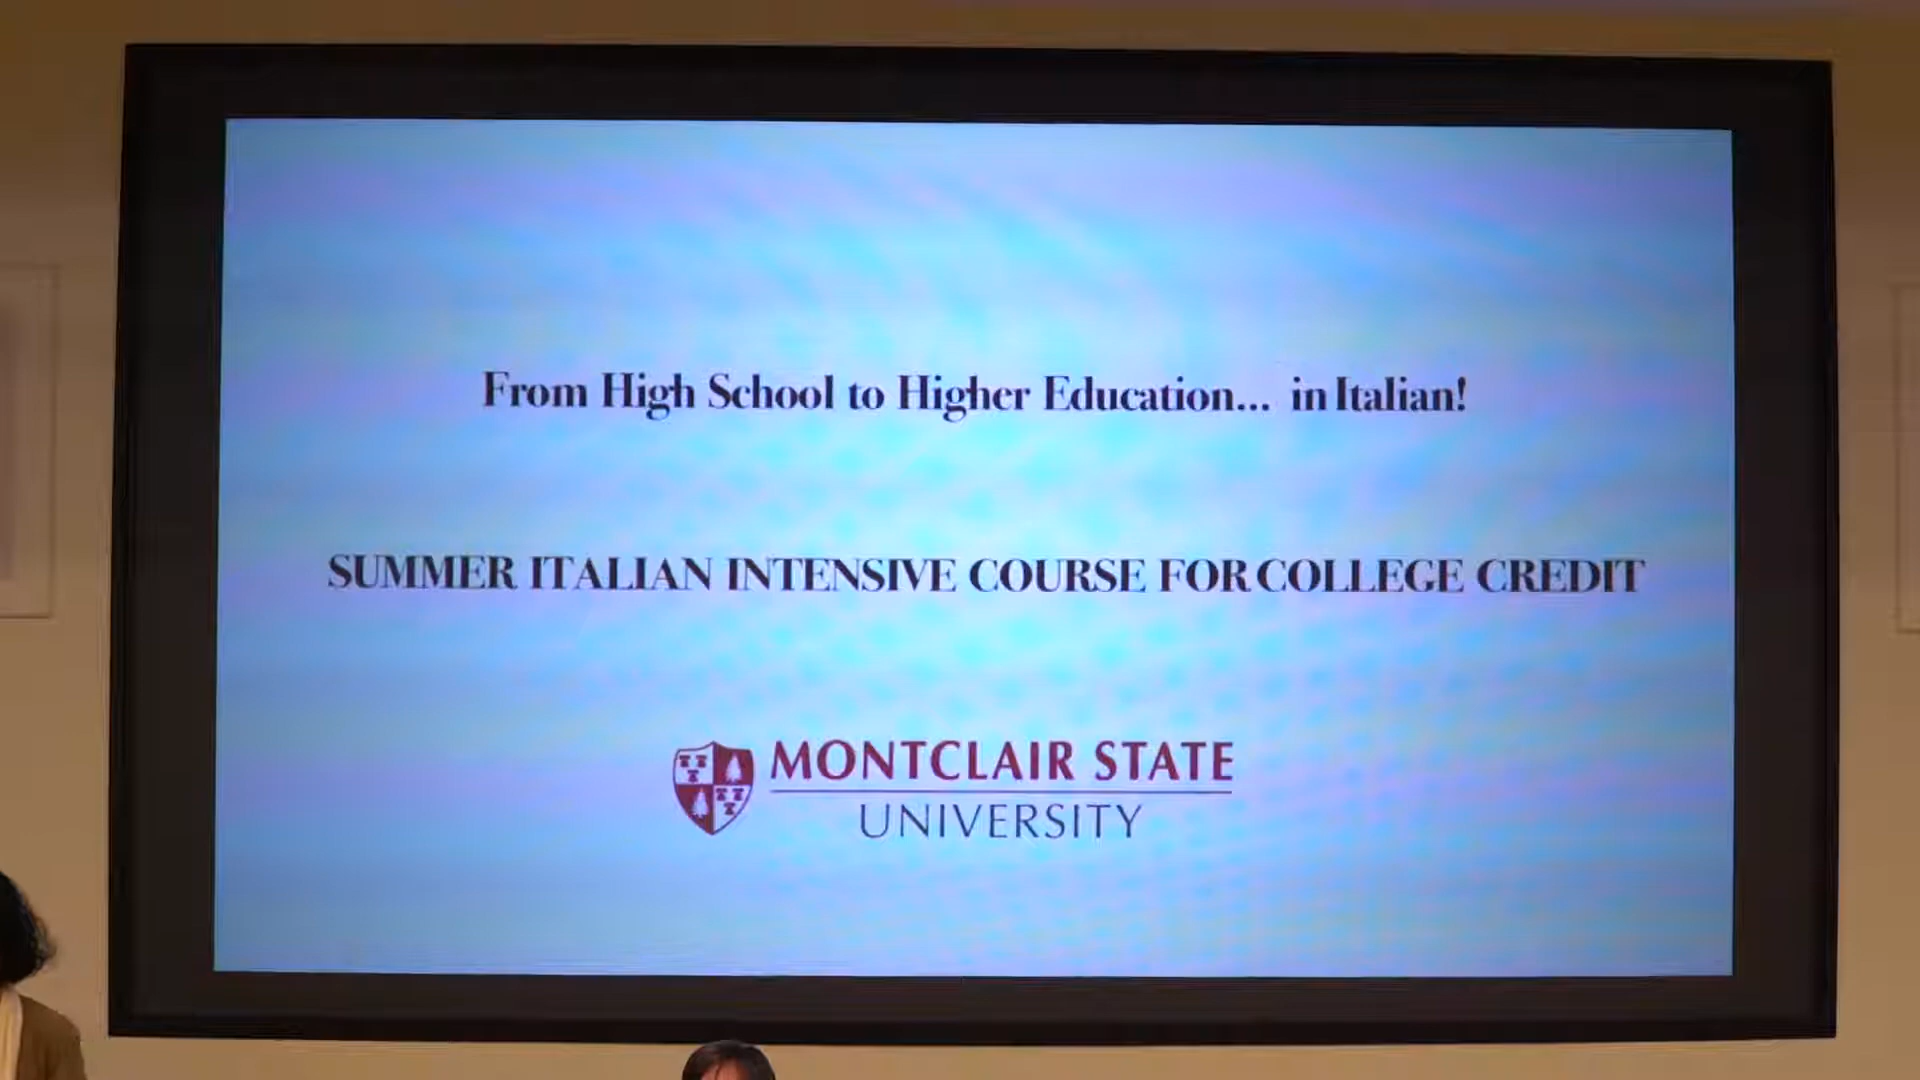 From High School to Higher Education... in Italian!
SUMMER ITALIAN INTENSIVE COURSE FOR COLLEGE CREDIT
MONTCLAIR STATE
UNIVERSITY